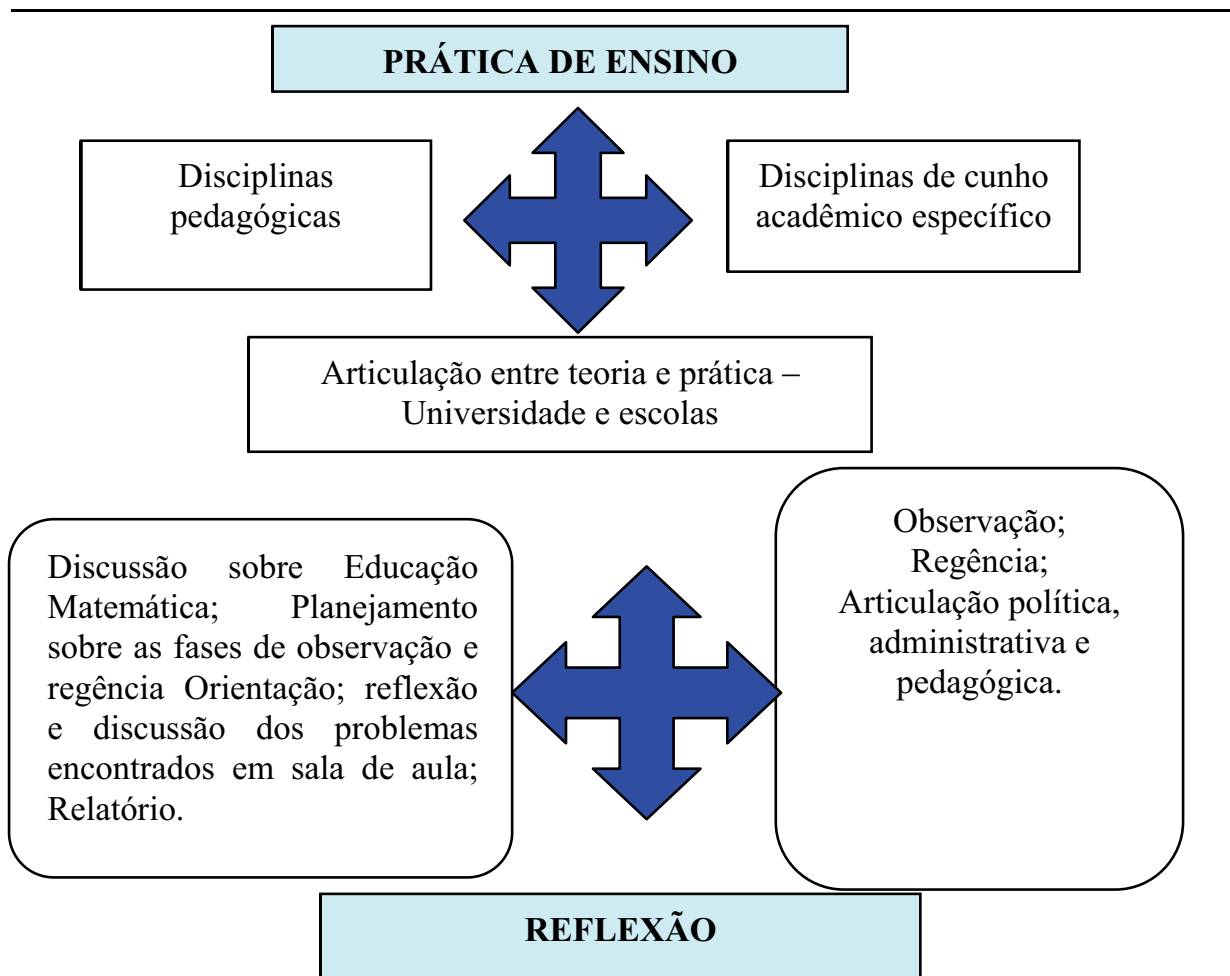 PRÁTICA DE ENSINO
Disciplinas
pedagógicas
Disciplinas de cunho
acadêmico específico
Articulação entre teoria e prática –
Universidade e escolas
Discussão sobre Educação
Matemática; Planejamento
sobre as fases de observação e
regência Orientação; reflexão
e discussão dos problemas
encontrados em sala de aula;
Relatório.
Observação;
Regência;
Articulação política,
administrativa e
pedagógica.
REFLEXÃO